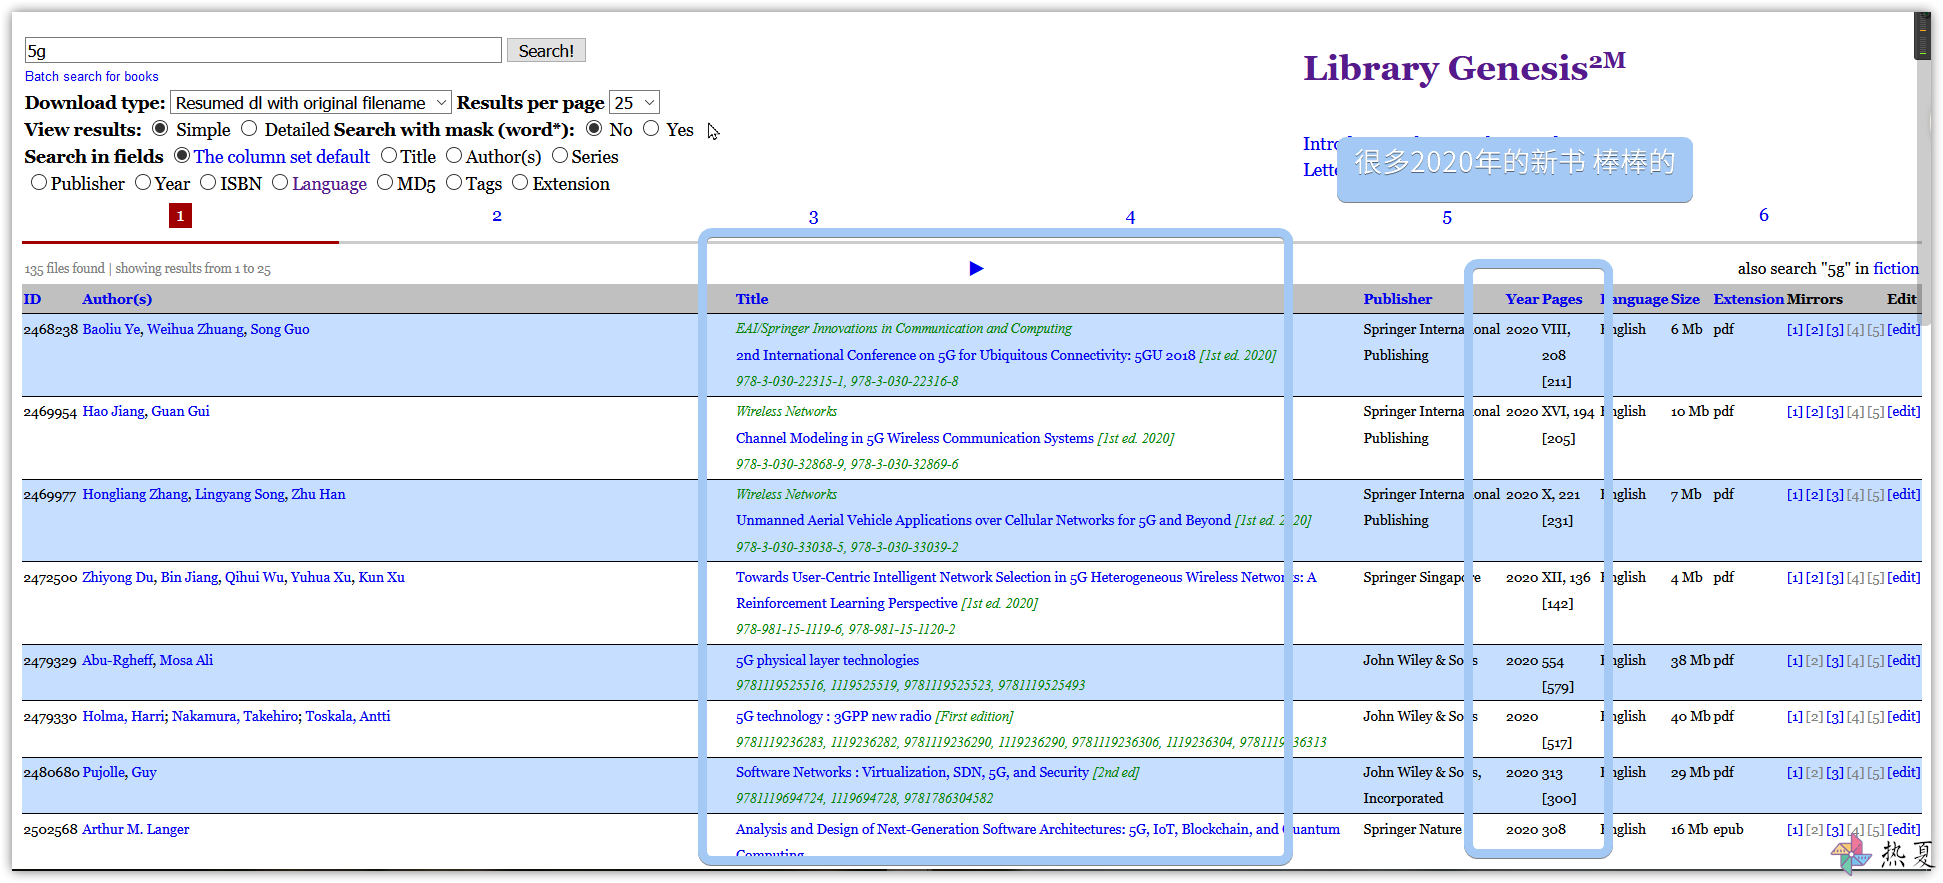 5g Search!
Library Genesis2M
Batch search for books
Download type: Resumed dl with original filename Results per page 25
View results: Simple Detailed Search with mask (word*): No Yes
Search in fields The column set default Title Author(s) Series
Publisher Year ISBN Language MD5 Tags Extension
很多2020年的新书 棒棒的
1 2 3 4 5 6
135 files found | showing results from 1 to 25 ► also search "5g" in fiction
ID Author(s) Title Publisher Year Pages Language Size Extension Mirrors Edit
2468238 Baoliu Ye, Weihua Zhuang, Song Guo EAI/Springer Innovations in Communication and Computing Springer International 2020 VIII, English 6 Mb pdf [1] [2] [3] [4] [5] [edit]
2nd International Conference on 5G for Ubiquitous Connectivity: 5GU 2018 [1st ed. 2020] Publishing 208
978-3-030-22315-1, 978-3-030-22316-8 [211]
2469954 Hao Jiang, Guan Gui Wireless Networks Springer International 2020 XVI, 194 English 10 Mb pdf [1] [2] [3] [4] [5] [edit]
Channel Modeling in 5G Wireless Communication Systems [1st ed. 2020] Publishing [205]
978-3-030-32868-9, 978-3-030-32869-6
2469977 Hongliang Zhang, Lingyang Song, Zhu Han Wireless Networks Springer International 2020 X, 221 English 7 Mb pdf [1] [2] [3] [4] [5] [edit]
Unmanned Aerial Vehicle Applications over Cellular Networks for 5G and Beyond [1st ed. 2020] Publishing [231]
978-3-030-33038-5, 978-3-030-33039-2
2472500 Zhiyong Du, Bin Jiang, Qihui Wu, Yuhua Xu, Kun Xu Towards User-Centric Intelligent Network Selection in 5G Heterogeneous Wireless Networks: A Springer Singapore 2020 XII, 136 English 4 Mb pdf [1] [2] [3] [4] [5] [edit]
Reinforcement Learning Perspective [1st ed. 2020] [142]
978-981-15-1119-6, 978-981-15-1120-2
2479329 Abu-Rgheff, Mosa Ali 5G physical layer technologies John Wiley & Sons 2020 554 English 38 Mb pdf [1] [2] [3] [4] [5] [edit]
9781119525516, 1119525519, 9781119525523, 9781119525493 [579]
2479330 Holma, Harri; Nakamura, Takehiro; Toskala, Antti 5G technology : 3GPP new radio [First edition] John Wiley & Sons 2020 English 40 Mb pdf [1] [2] [3] [4] [5] [edit]
9781119236283, 1119236282, 9781119236290, 1119236290, 9781119236306, 1119236304, 9781119236313 [517]
2480680 Pujolle, Guy Software Networks : Virtualization, SDN, 5G, and Security [2nd ed] John Wiley & Sons, 2020 313 English 29 Mb pdf [1] [2] [3] [4] [5] [edit]
9781119694724, 1119694728, 9781786304582 Incorporated [300]
2502568 Arthur M. Langer Analysis and Design of Next-Generation Software Architectures: 5G, IoT, Blockchain, and Quantum Springer Nature 2020 308 English 16 Mb epub [1] [2] [3] [4] [5] [edit]
Computing
热夏